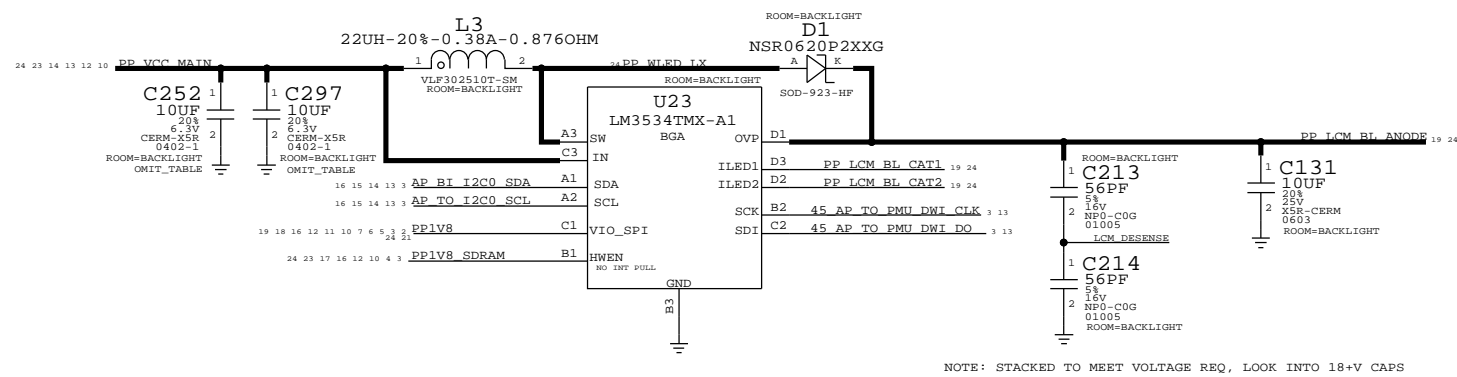 ROOM=BACKLIGHT
L3
D1
22UH-20%-0.38A-0.876OHM
NSR0620P2XXG
24 23 14 13 12 10 PP_VCC_MAIN
1 2
24 PP_WLED_LX
A K
VLF302510T-SM
ROOM=BACKLIGHT
ROOM=BACKLIGHT
SOD-923-HF
C252 1
10UF
20%
6.3V
2
CERM-X5R
0402-1
ROOM=BACKLIGHT
OMIT_TABLE
1 C297
10UF
20%
6.3V
2
CERM-X5R
0402-1
ROOM=BACKLIGHT
OMIT_TABLE
U23
LM3534TMX-A1
BGA
A3 SW
C3 IN
16 15 14 13 3 AP_BI_I2C0_SDA A1 SDA
16 15 14 13 3 AP_TO_I2C0_SCL A2 SCL
19 18 16 12 11 10 7 6 5 3 2 PP1V8 C1 VIO_SPI
24 21
24 23 17 16 12 10 4 3 PP1V8_SDRAM B1 HWEN
NO INT PULL
OVP D1
PP_LCM_BL_ANODE 19 24
ILED1 D3 PP_LCM_BL_CAT1 19 24
ILED2 D2 PP_LCM_BL_CAT2 19 24
SCK B2 45_AP_TO_PMU_DWI_CLK 3 13
SDI C2 45_AP_TO_PMU_DWI_DO 3 13
GND
B3
ROOM=BACKLIGHT
1 C213
56PF
5%
16V
2 NP0-C0G
01005
LCM_DESENSE
1 C214
56PF
5%
16V
2 NP0-C0G
01005
ROOM=BACKLIGHT
1 C131
10UF
20%
25V
2 X5R-CERM
0603
ROOM=BACKLIGHT
NOTE: STACKED TO MEET VOLTAGE REQ, LOOK INTO 18+V CAPS